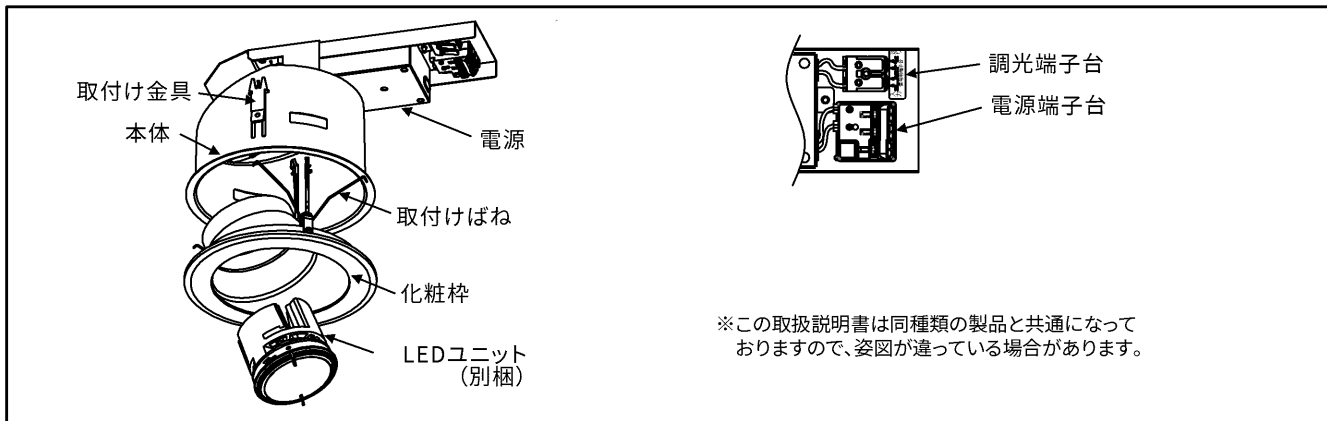 取付け金具
本体
電源
取付けばね
化粧枠
LEDユニット
(別梱)
調光端子台
電源端子台
※この取扱説明書は同種類の製品と共通になって
おりますので、姿図が違っている場合があります。